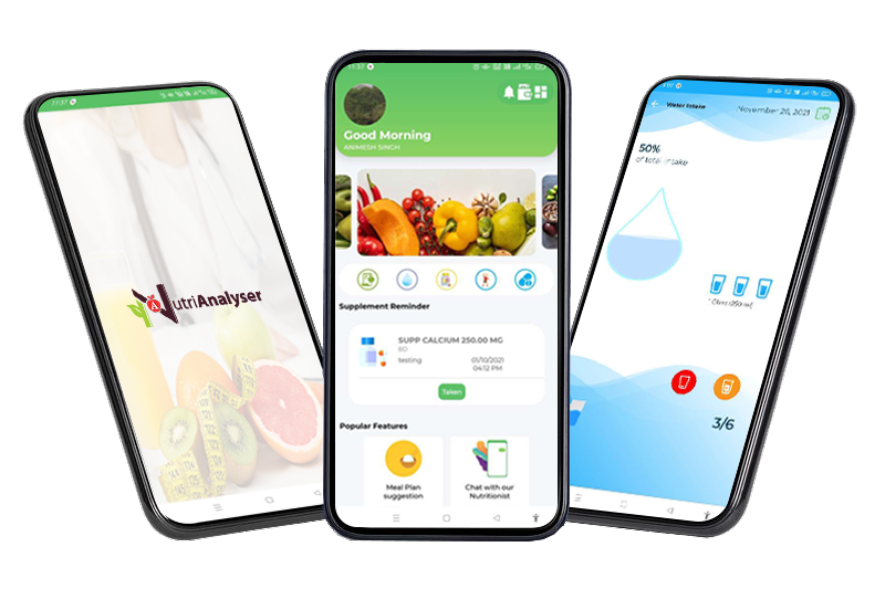 11:37
NutriAnalyser
11:37
Good Morning
ANIMESH SINGH
Supplement Reminder
SUPP CALCIUM 250.00 MG
BD
testing
01/10/2021
04:12 PM
Taken
Popular Features
Meal Plan
suggestion
Chat with our
Nutritionist
Water Intake
November 26, 2021
50%
of total intake
* Glass (250 ml)
3/6